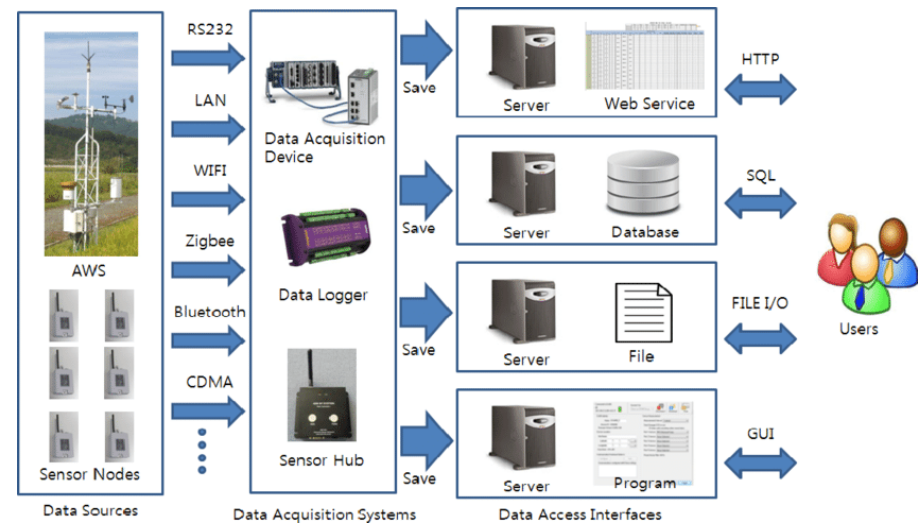 RS232
LAN
WIFI
Zigbee
Bluetooth
CDMA
AWS
Sensor Nodes
Data Sources
Data Acquisition
Device
Data Logger
Sensor Hub
Data Acquisition Systems
Save
Save
Save
Save
Server
Web Service
Server
Database
Server
File
Server
Program
Data Access Interfaces
HTTP
SQL
FILE I/O
GUI
Users